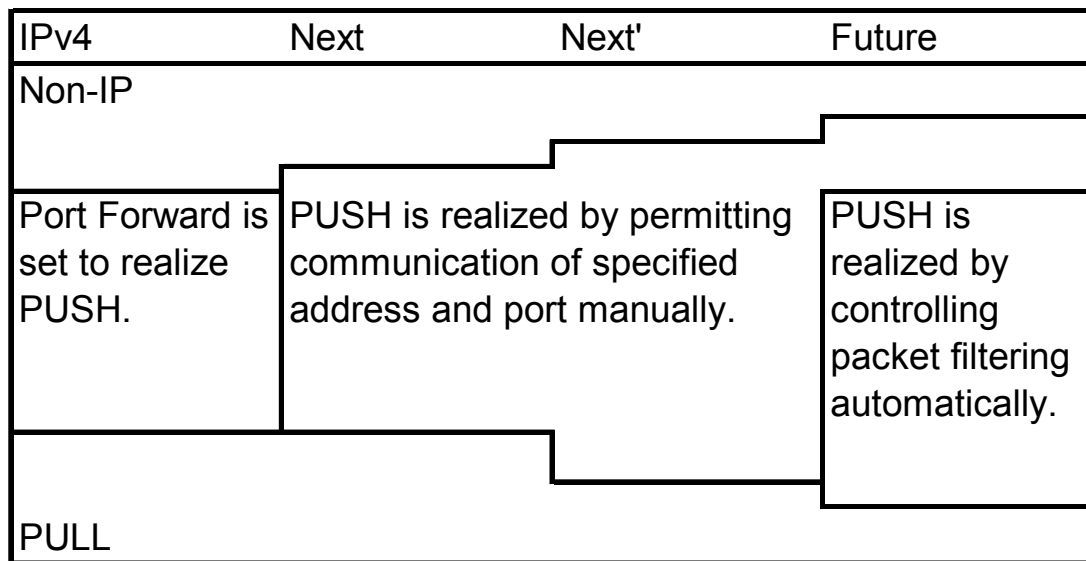 IPv4 Next Next' Future
Non-IP
Port Forward is
set to realize
PUSH.
PUSH is realized by permitting
communication of specified
address and port manually.
PUSH is
realized by
controlling
packet filtering
automatically.
PULL